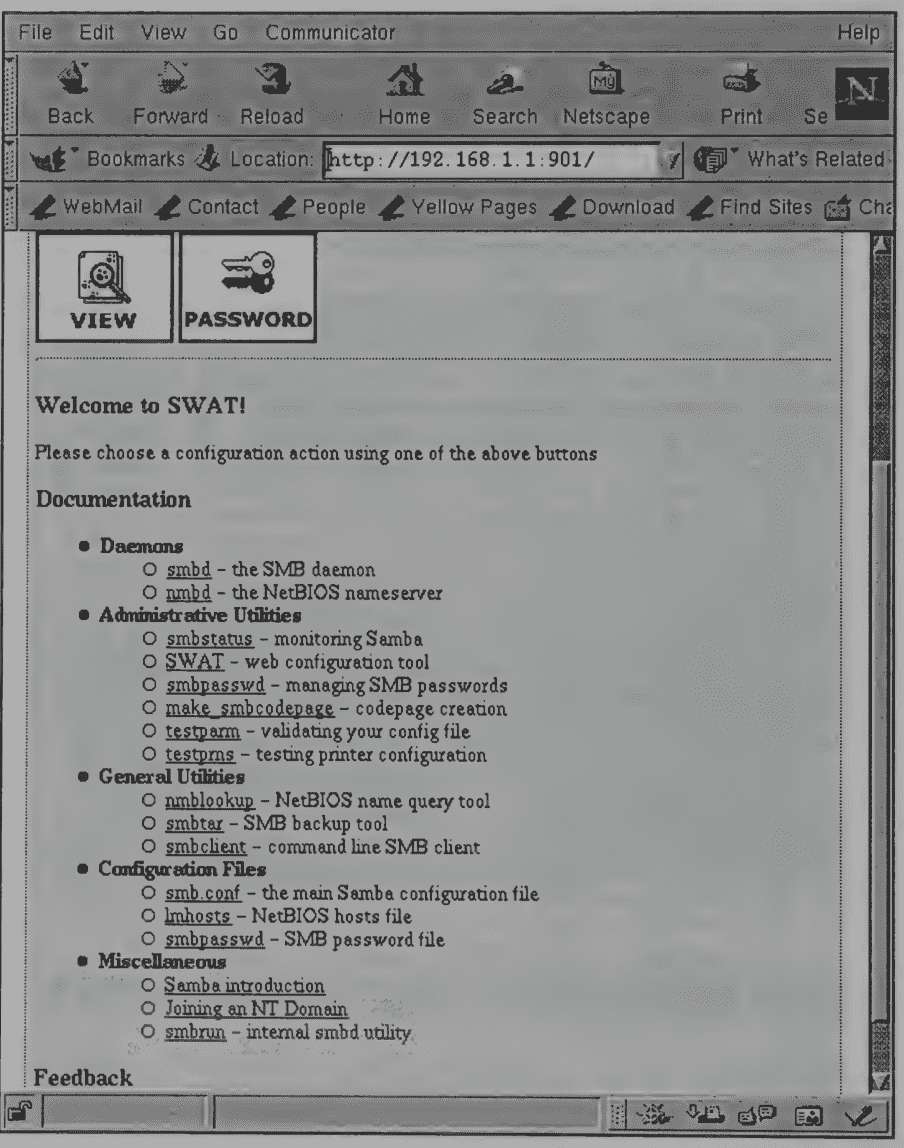 File Edit View Go Communicator Help
Back Forward Reload Home Search Netscape Print Se
My
N
Bookmarks Location: http://192.168.1.1:901/ What's Related
WebMail Contact People Yellow Pages Download Find Sites Cha
VIEW PASSWORD
Welcome to SWAT!
Please choose a configuration action using one of the above buttons
Documentation
Daemons
smbd - the SMB daemon
nmbd - the NetBIOS nameserver
Administrative Utilities
smbstatus - monitoring Samba
SWAT - web configuration tool
smbpasswd - managing SMB passwords
make_smbcodepage - codepage creation
testparm - validating your config file
testprns - testing printer configuration
General Utilities
nmblookup - NetBIOS name query tool
smbtar - SMB backup tool
smbclient - command line SMB client
Configuration Files
smb.conf - the main Samba configuration file
lmhosts - NetBIOS hosts file
smbpasswd - SMB password file
Miscellaneous
Samba introduction
Joining an NT Domain
smbrun - internal smbd utility
Feedback